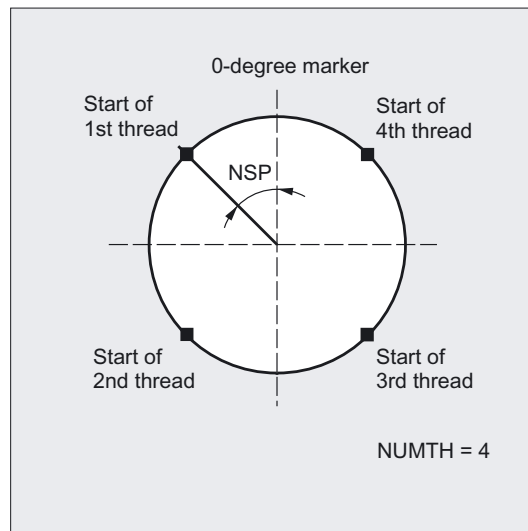 0-degree marker
Start of
1st thread
Start of
4th thread
NSP
Start of
2nd thread
Start of
3rd thread
NUMTH = 4